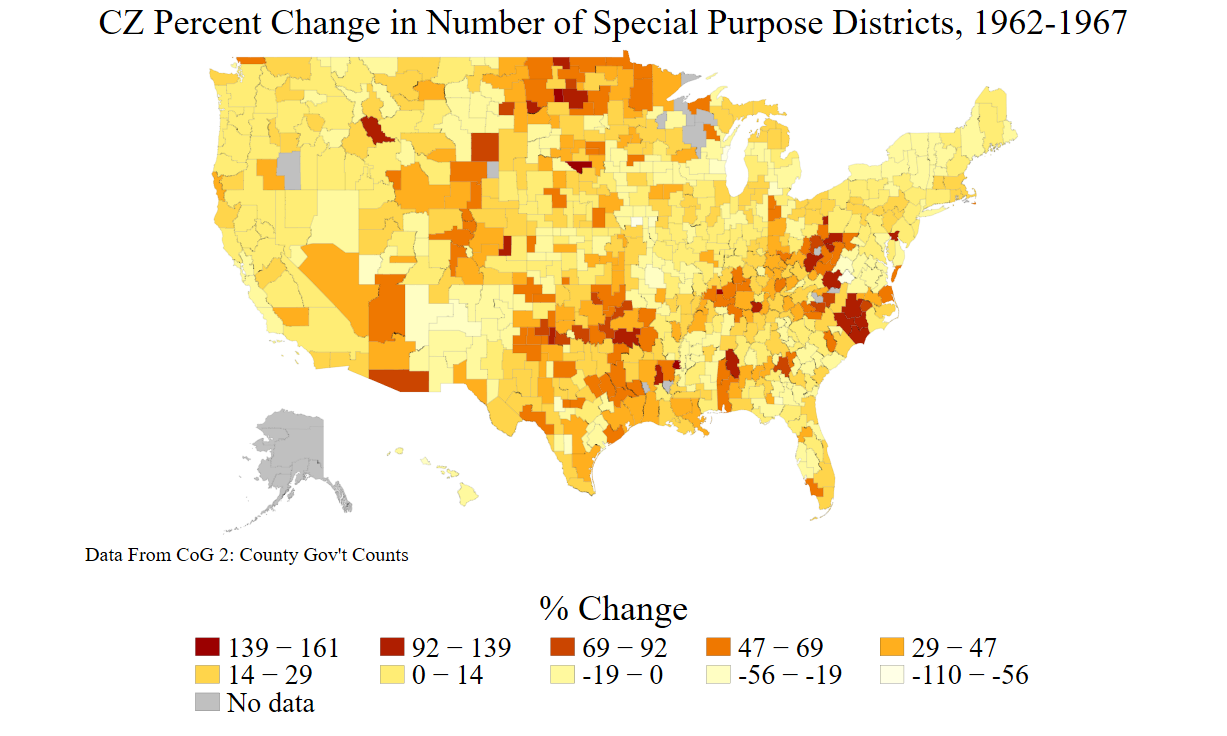 CZ Percent Change in Number of Special Purpose Districts, 1962-1967
Data From CoG 2: County Gov't Counts
% Change
139 − 161 92 − 139 69 − 92 47 − 69 29 − 47
14 − 29 0 − 14 -19 − 0 -56 − -19 -110 − -56
No data